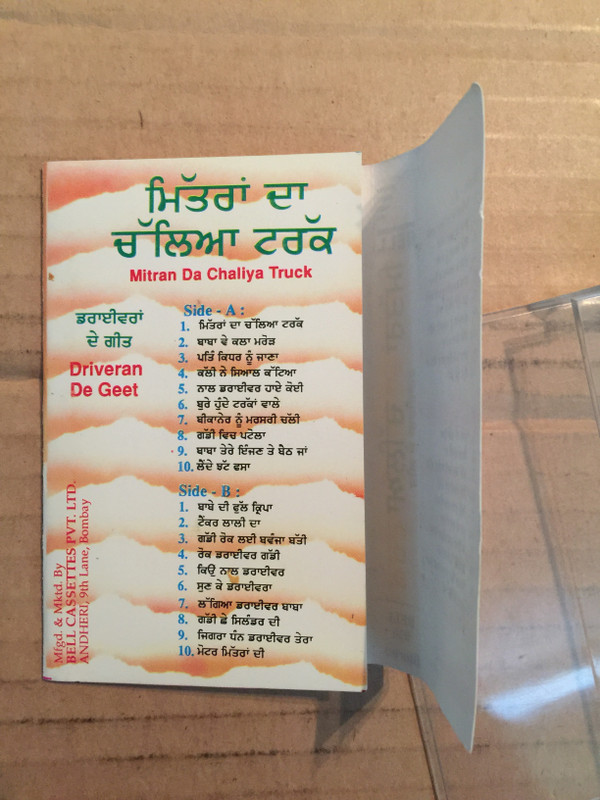 ਮਿੱਤਰਾਂ ਦਾ
ਚੱਲਿਆ ਟਰੱਕ
Mitran Da Chaliya Truck
ਡਰਾਈਵਰਾਂ
ਦੇ ਗੀਤ
Driveran
De Geet
Side - A :
1. ਮਿੱਤਰਾਂ ਦਾ ਚੱਲਿਆ ਟਰੱਕ
2. ਬਾਬਾ ਵੇ ਕਲਾ ਮਰੋੜ
3. ਪਤਿੰ ਕਿਧਰ ਨੂੰ ਜਾਣਾ
4. ਕੱਲੀ ਨੇ ਸਿਆਲ ਕੱਟਿਆ
5. ਨਾਲ ਡਰਾਈਵਰ ਹਾਏ ਕੋਈ
6. ਬੁਰੇ ਹੁੰਦੇ ਟਰੱਕਾਂ ਵਾਲੇ
7. ਬੀਕਾਨੇਰ ਨੂੰ ਮਰਸਰੀ ਚੱਲੀ
8. ਗੱਡੀ ਵਿਚ ਪਟੋਲਾ
9. ਬਾਬਾ ਤੇਰੇ ਇੰਜਣ ਤੇ ਬੈਠ ਜਾਂ
10. ਲੈਂਦੇ ਝੱਟ ਫਸਾ
Side - B :
1. ਬਾਬੇ ਦੀ ਫੁੱਲ ਕ੍ਰਿਪਾ
2. ਟੈਂਕਰ ਲਾਲੀ ਦਾ
3. ਗੱਡੀ ਰੋਕ ਲਈ ਬਵੰਜਾ ਬੱਤੀ
4. ਰੋਕ ਡਰਾਈਵਰ ਗੱਡੀ
5. ਕਿਉਂ ਨਾਲ ਡਰਾਈਵਰ
6. ਸੁਣ ਕੇ ਡਰਾਈਵਰਾ
7. ਲੱਗਿਆ ਡਰਾਈਵਰ ਬਾਬਾ
8. ਗੱਡੀ ਛੇ ਸਿਲੰਡਰ ਦੀ
9. ਜਿਗਰਾ ਧੰਨ ਡਰਾਈਵਰ ਤੇਰਾ
10. ਮੋਟਰ ਮਿੱਤਰਾਂ ਦੀ
Mfgd. & Mktd. By
BELL CASSETTES PVT. LTD.
ANDHERI, 9th Lane, Bombay